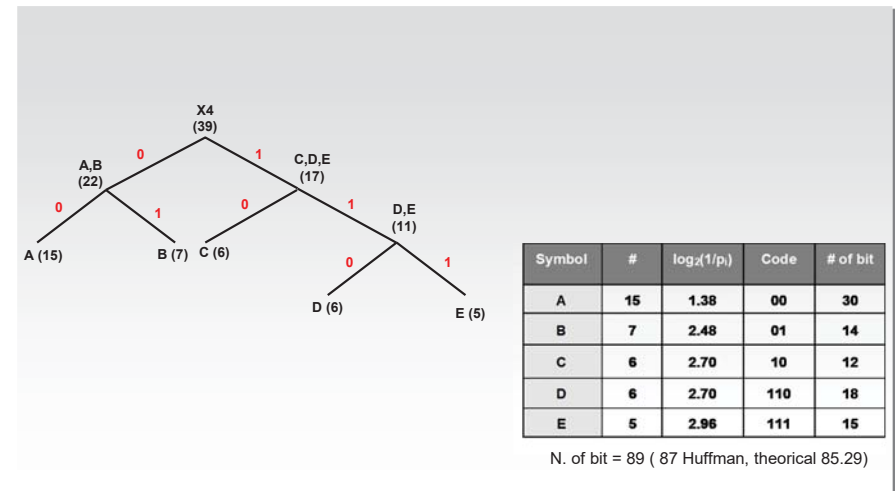 X4
(39)
0
1
A,B
(22)
C,D,E
(17)
0
1
0
1
D,E
(11)
A (15)
B (7)
C (6)
0
1
D (6)
E (5)
Symbol # log₂(1/pᵢ) Code # of bit
A 15 1.38 00 30
B 7 2.48 01 14
C 6 2.70 10 12
D 6 2.70 110 18
E 5 2.96 111 15
N. of bit = 89 ( 87 Huffman, theorical 85.29)